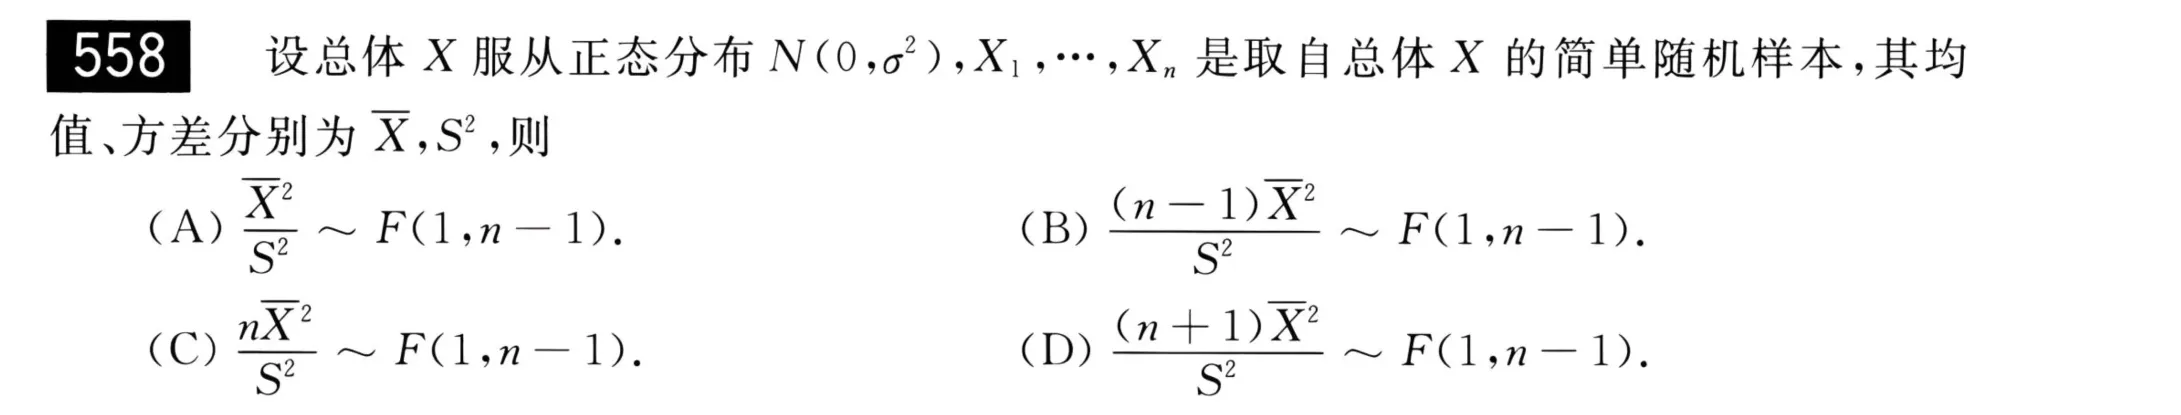 558 设总体 X 服从正态分布 N(0,σ²),X₁,⋯,Xₙ 是取自总体 X 的简单随机样本,其均
值、方差分别为 X̅,S²,则
(A) X̅²/S² ~ F(1,n−1). (B) (n−1)X̅²/S² ~ F(1,n−1).
(C) nX̅²/S² ~ F(1,n−1). (D) (n+1)X̅²/S² ~ F(1,n−1).